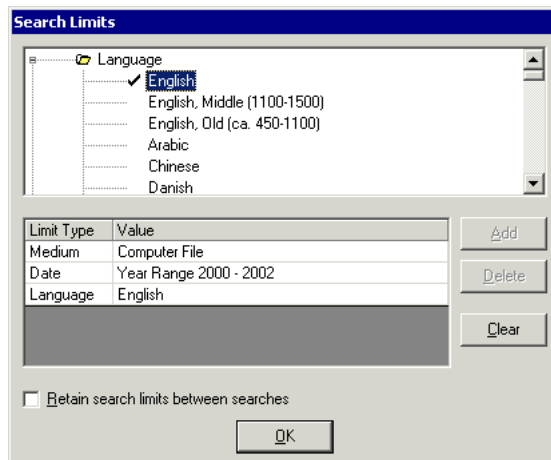 Search Limits
Language
English
English, Middle (1100-1500)
English, Old (ca. 450-1100)
Arabic
Chinese
Danish
Limit Type Value
Medium Computer File
Date Year Range 2000 - 2002
Language English
Add
Delete
Clear
Retain search limits between searches
OK